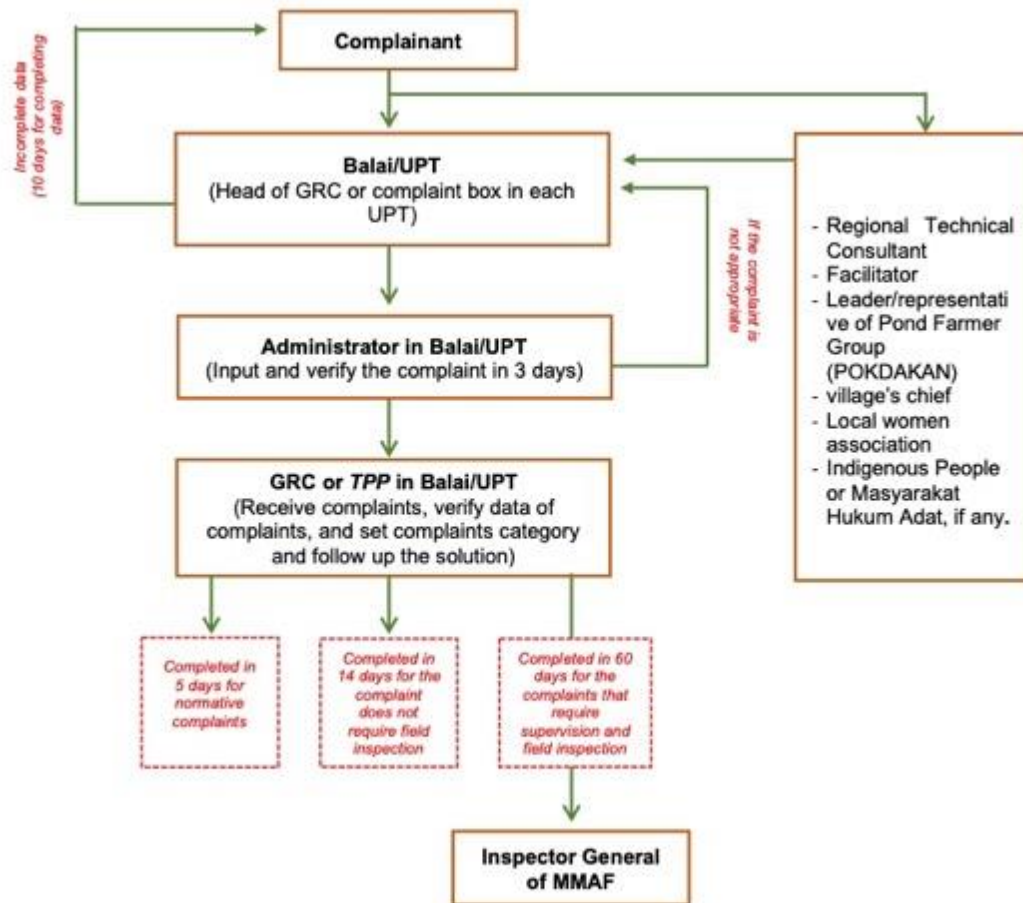 Complainant
Incomplete data
(10 days for completing
data)
Balai/UPT
(Head of GRC or complaint box in each
UPT)
If the complaint is
not appropriate
- Regional Technical
Consultant
- Facilitator
- Leader/representati
ve of Pond Farmer
Group
(POKDAKAN)
- village's chief
- Local women
association
- Indigenous People
or Masyarakat
Hukum Adat, if any.
Administrator in Balai/UPT
(Input and verify the complaint in 3 days)
GRC or TPP in Balai/UPT
(Receive complaints, verify data of
complaints, and set complaints category
and follow up the solution)
Completed in
5 days for
normative
complaints
Completed in
14 days for the
complaint
does not
require field
inspection
Completed in 60
days for the
complaints that
require
supervision and
field inspection
Inspector General
of MMAF